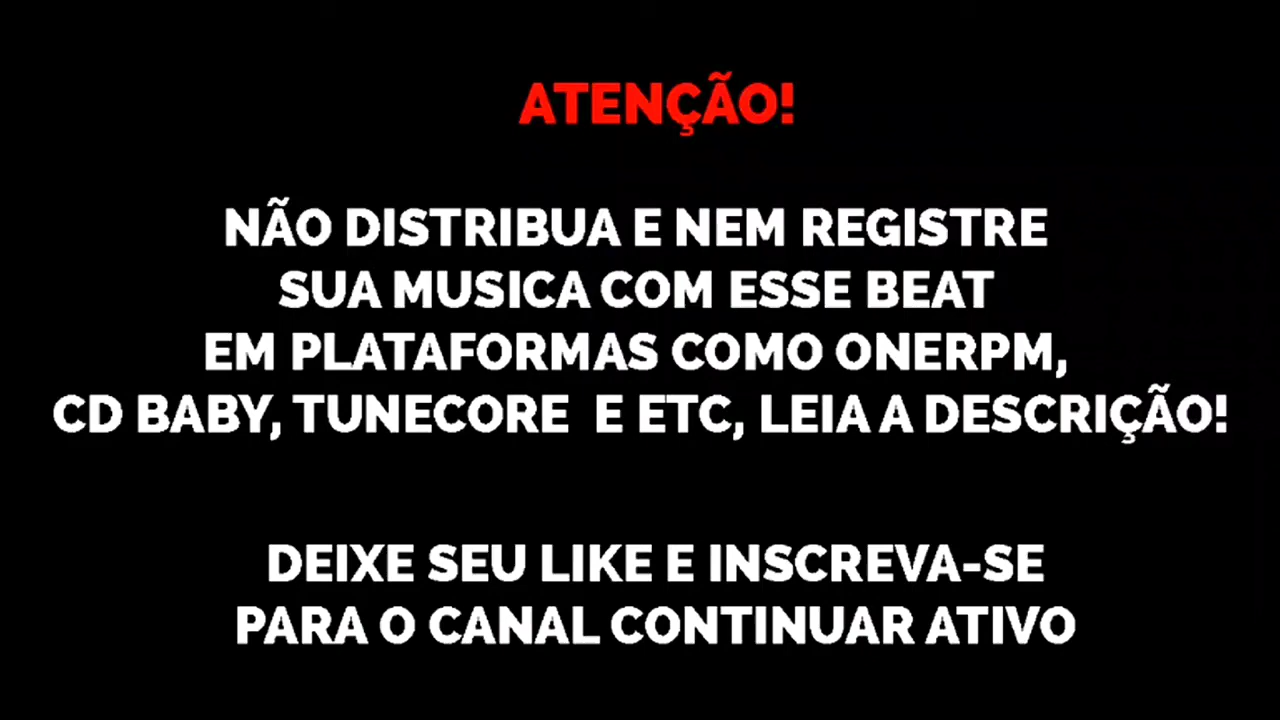 ATENÇÃO!
NÃO DISTRIBUA E NEM REGISTRE
SUA MUSICA COM ESSE BEAT
EM PLATAFORMAS COMO ONERPM,
CD BABY, TUNECORE E ETC, LEIA A DESCRIÇÃO!
DEIXE SEU LIKE E INSCREVA-SE
PARA O CANAL CONTINUAR ATIVO